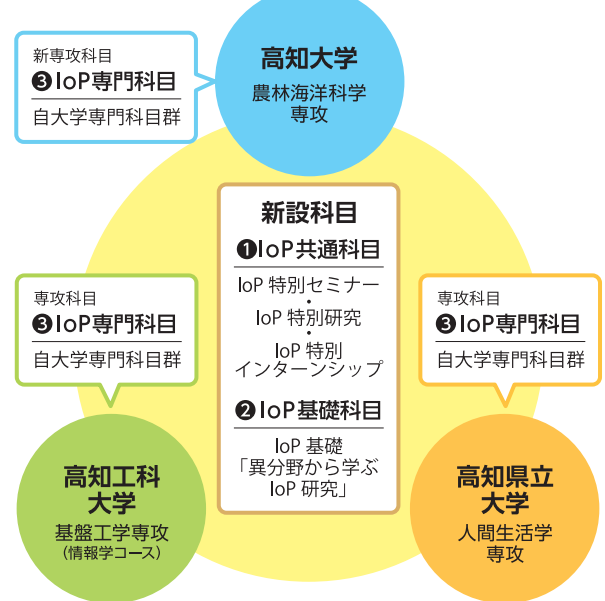 高知大学
農林海洋科学
専攻
新専攻科目
❸IoP専門科目
自大学専門科目群
新設科目
❶IoP共通科目
IoP 特別セミナー
・
IoP 特別研究
・
IoP 特別
インターンシップ
❷IoP基礎科目
IoP 基礎
「異分野から学ぶ
IoP 研究」
専攻科目
❸IoP専門科目
自大学専門科目群
高知工科
大学
基盤工学専攻
(情報学コース)
専攻科目
❸IoP専門科目
自大学専門科目群
高知県立
大学
人間生活学
専攻